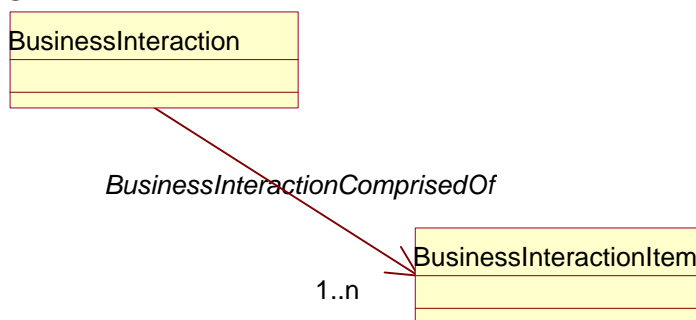 BusinessInteraction
BusinessInteractionComprisedOf
BusinessInteractionItem
1..n